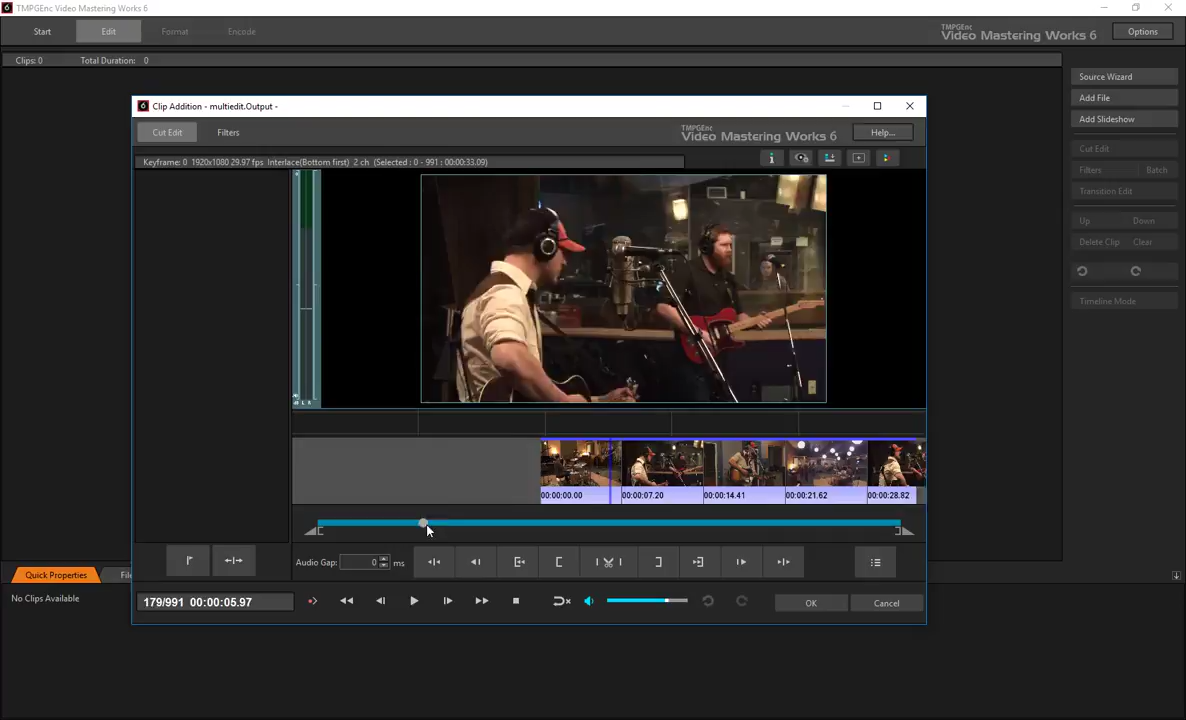 TMPGEnc Video Mastering Works 6
Start
Edit
Format
Encode
TMPGEnc
Video Mastering Works 6
Options
Clips: 0
Total Duration: 0
Source Wizard
Add File
Add Slideshow
Cut Edit
Filters
Batch
Transition Edit
Up
Down
Delete Clip
Clear
Timeline Mode
Clip Addition - multiedit.Output -
Cut Edit
Filters
TMPGEnc
Video Mastering Works 6
Help...
Keyframe: 0 1920x1080 29.97 fps Interlace(Bottom first) 2 ch (Selected : 0 - 991 : 00:00:33.09)
00:00:00.00
00:00:07.20
00:00:14.41
00:00:21.62
00:00:28.82
Audio Gap:
0
ms
179/991 00:00:05.97
OK
Cancel
Quick Properties
No Clips Available